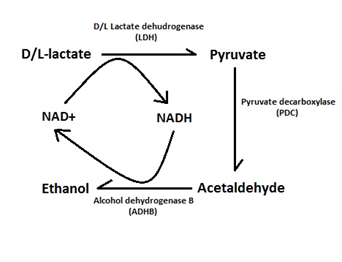 D/L Lactate dehudrogenase
(LDH)
D/L-lactate
Pyruvate
Pyruvate decarboxylase
(PDC)
NAD+
NADH
Ethanol
Acetaldehyde
Alcohol dehydrogenase B
(ADHB)